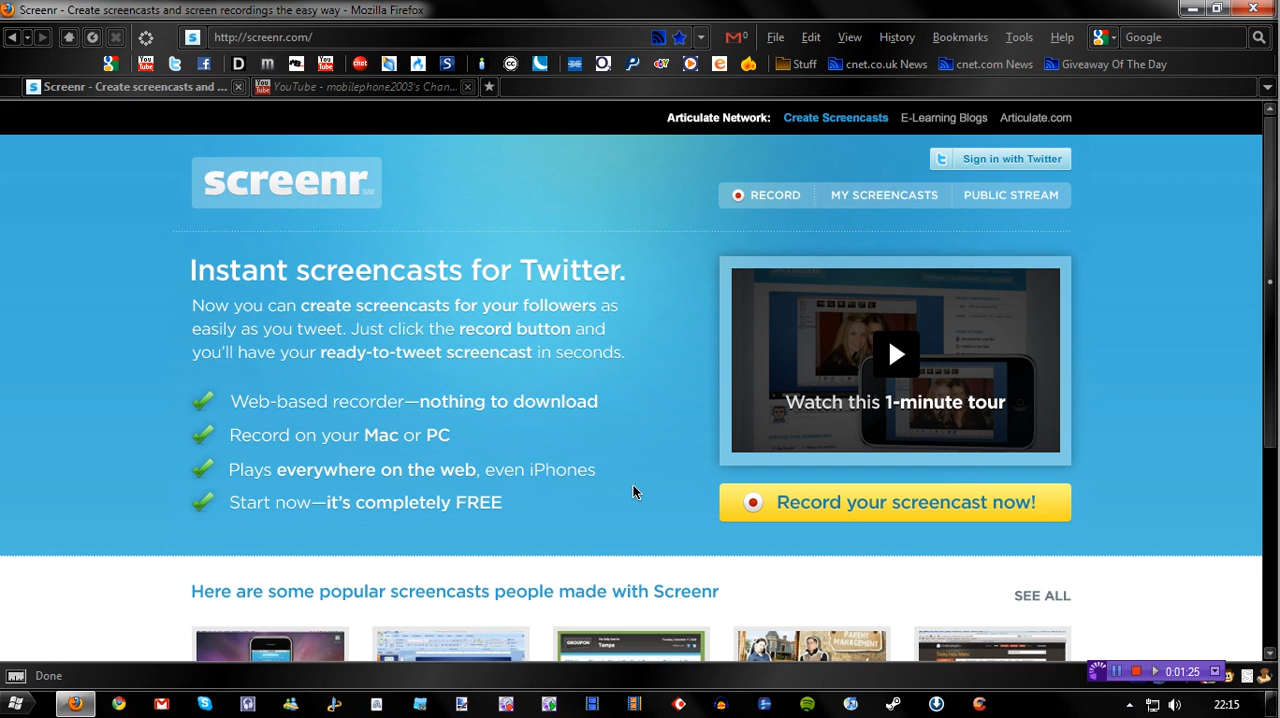 Screenr - Create screencasts and screen recordings the easy way - Mozilla Firefox
http://screenr.com/
File Edit View History Bookmarks Tools Help
Google
Stuff cnet.co.uk News cnet.com News Giveaway Of The Day
Screenr - Create screencasts and ...
YouTube - mobilephone2003's Chan...
Articulate Network: Create Screencasts E-Learning Blogs Articulate.com
Sign in with Twitter
screenr SM
RECORD MY SCREENCASTS PUBLIC STREAM
Instant screencasts for Twitter.
Now you can create screencasts for your followers as
easily as you tweet. Just click the record button and
you'll have your ready-to-tweet screencast in seconds.
Web-based recorder—nothing to download
Record on your Mac or PC
Plays everywhere on the web, even iPhones
Start now—it's completely FREE
Watch this 1-minute tour
Record your screencast now!
Here are some popular screencasts people made with Screenr
SEE ALL
GROUPON
Tampa
PARENT
MANAGEMENT
Done
0:01:25
22:15